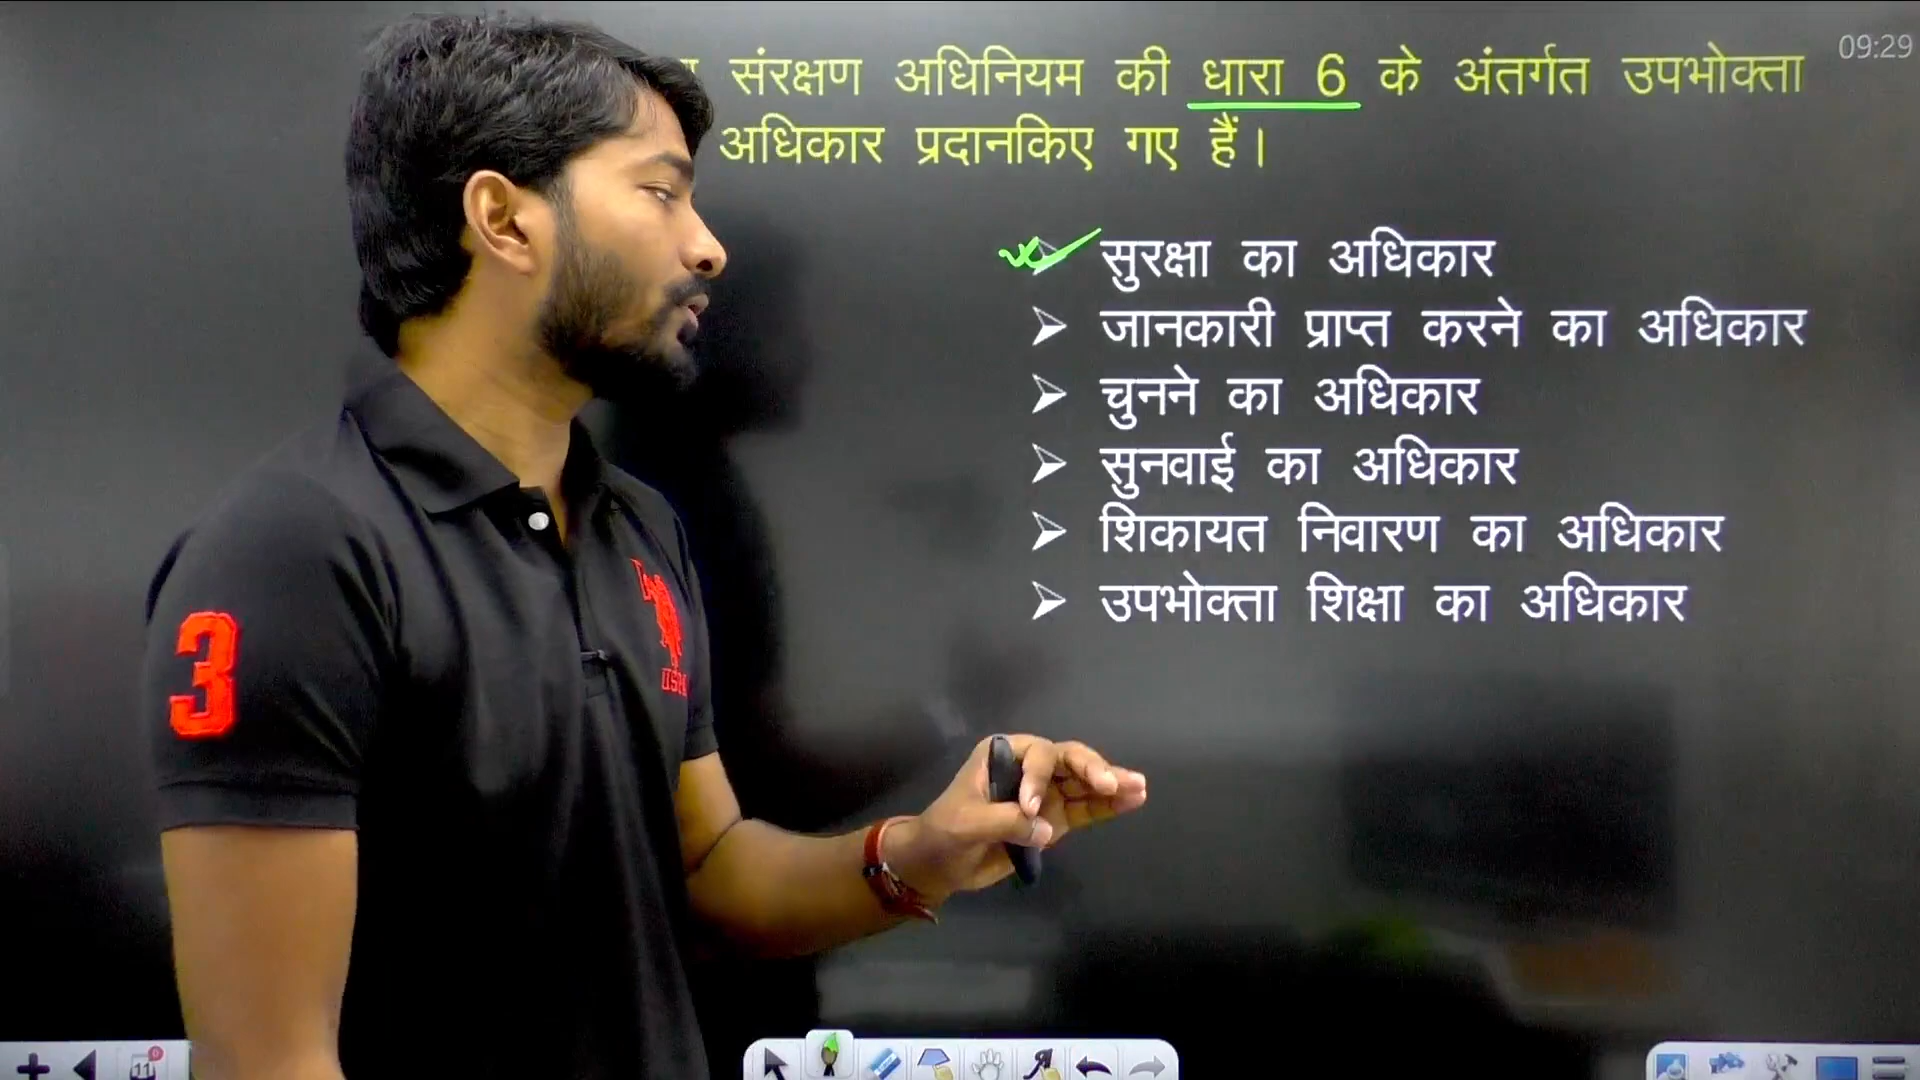 09:29
संरक्षण अधिनियम की धारा 6 के अंतर्गत उपभोक्ता
अधिकार प्रदानकिए गए हैं।
सुरक्षा का अधिकार
जानकारी प्राप्त करने का अधिकार
चुनने का अधिकार
सुनवाई का अधिकार
शिकायत निवारण का अधिकार
उपभोक्ता शिक्षा का अधिकार
3
11